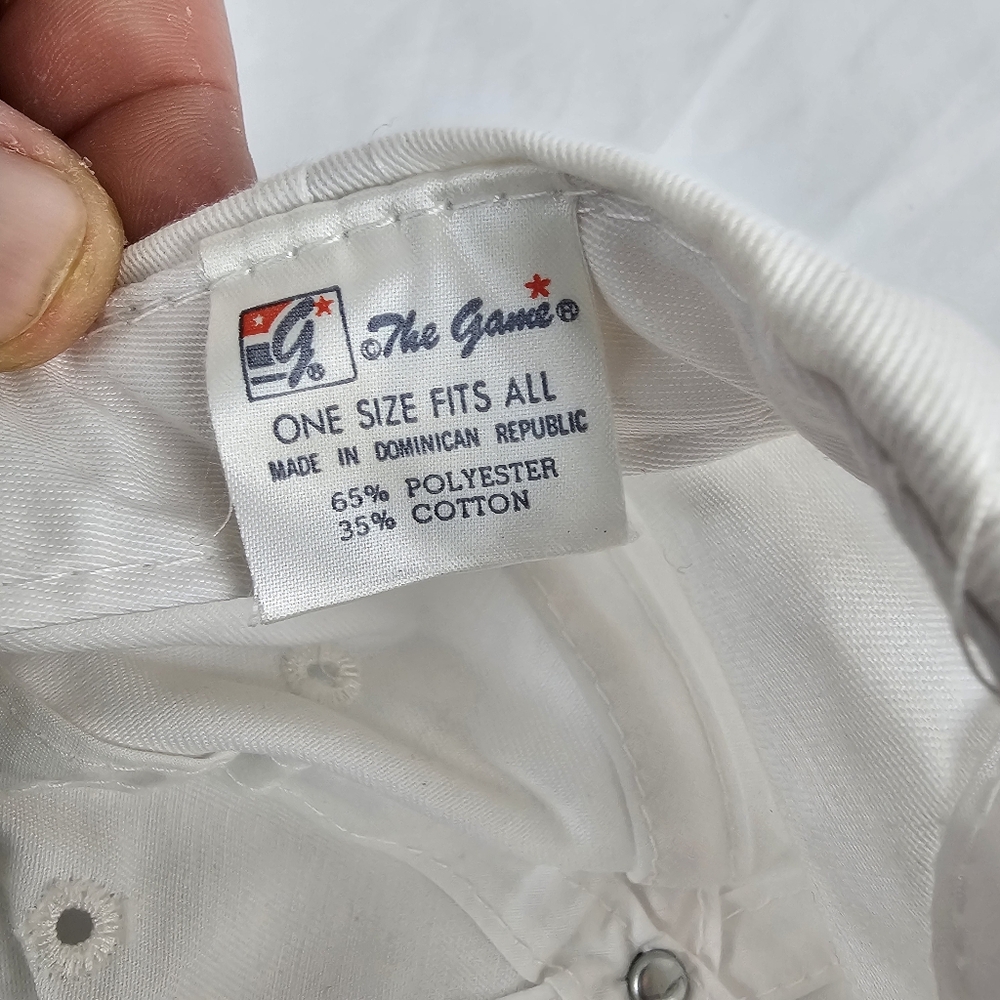 G®
©The Game®
ONE SIZE FITS ALL
MADE IN DOMINICAN REPUBLIC
65% POLYESTER
35% COTTON